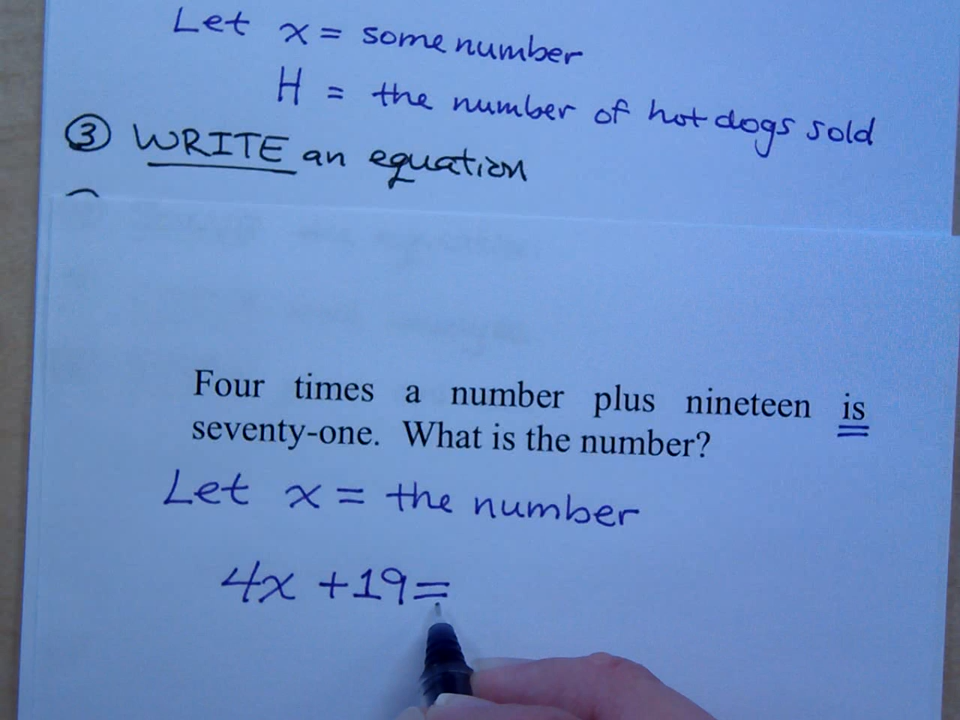 Let x = some number
H = the number of hot dogs sold
③ WRITE an equation
Four times a number plus nineteen is
seventy-one. What is the number?
Let x = the number
4x + 19 =